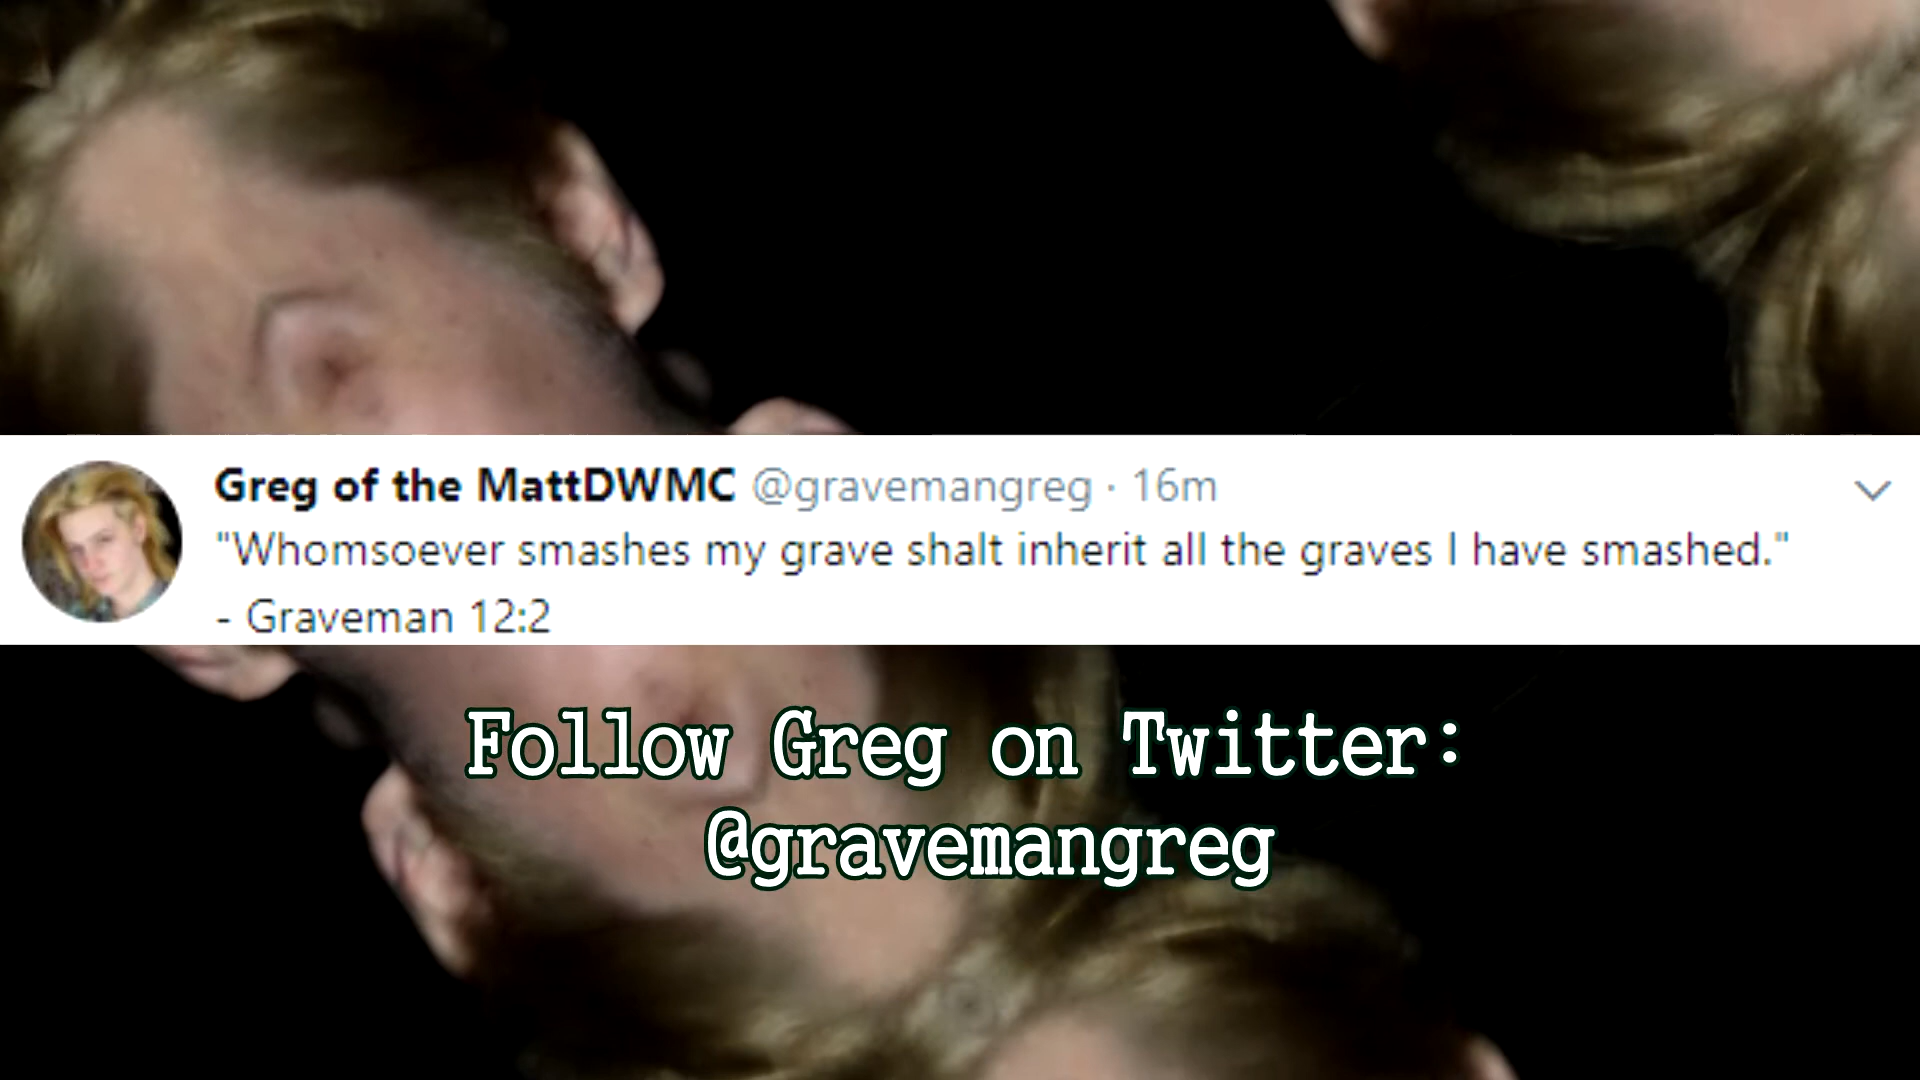 Greg of the MattDWMC @gravemangreg · 16m
"Whomsoever smashes my grave shalt inherit all the graves I have smashed."
- Graveman 12:2
Follow Greg on Twitter:
@gravemangreg